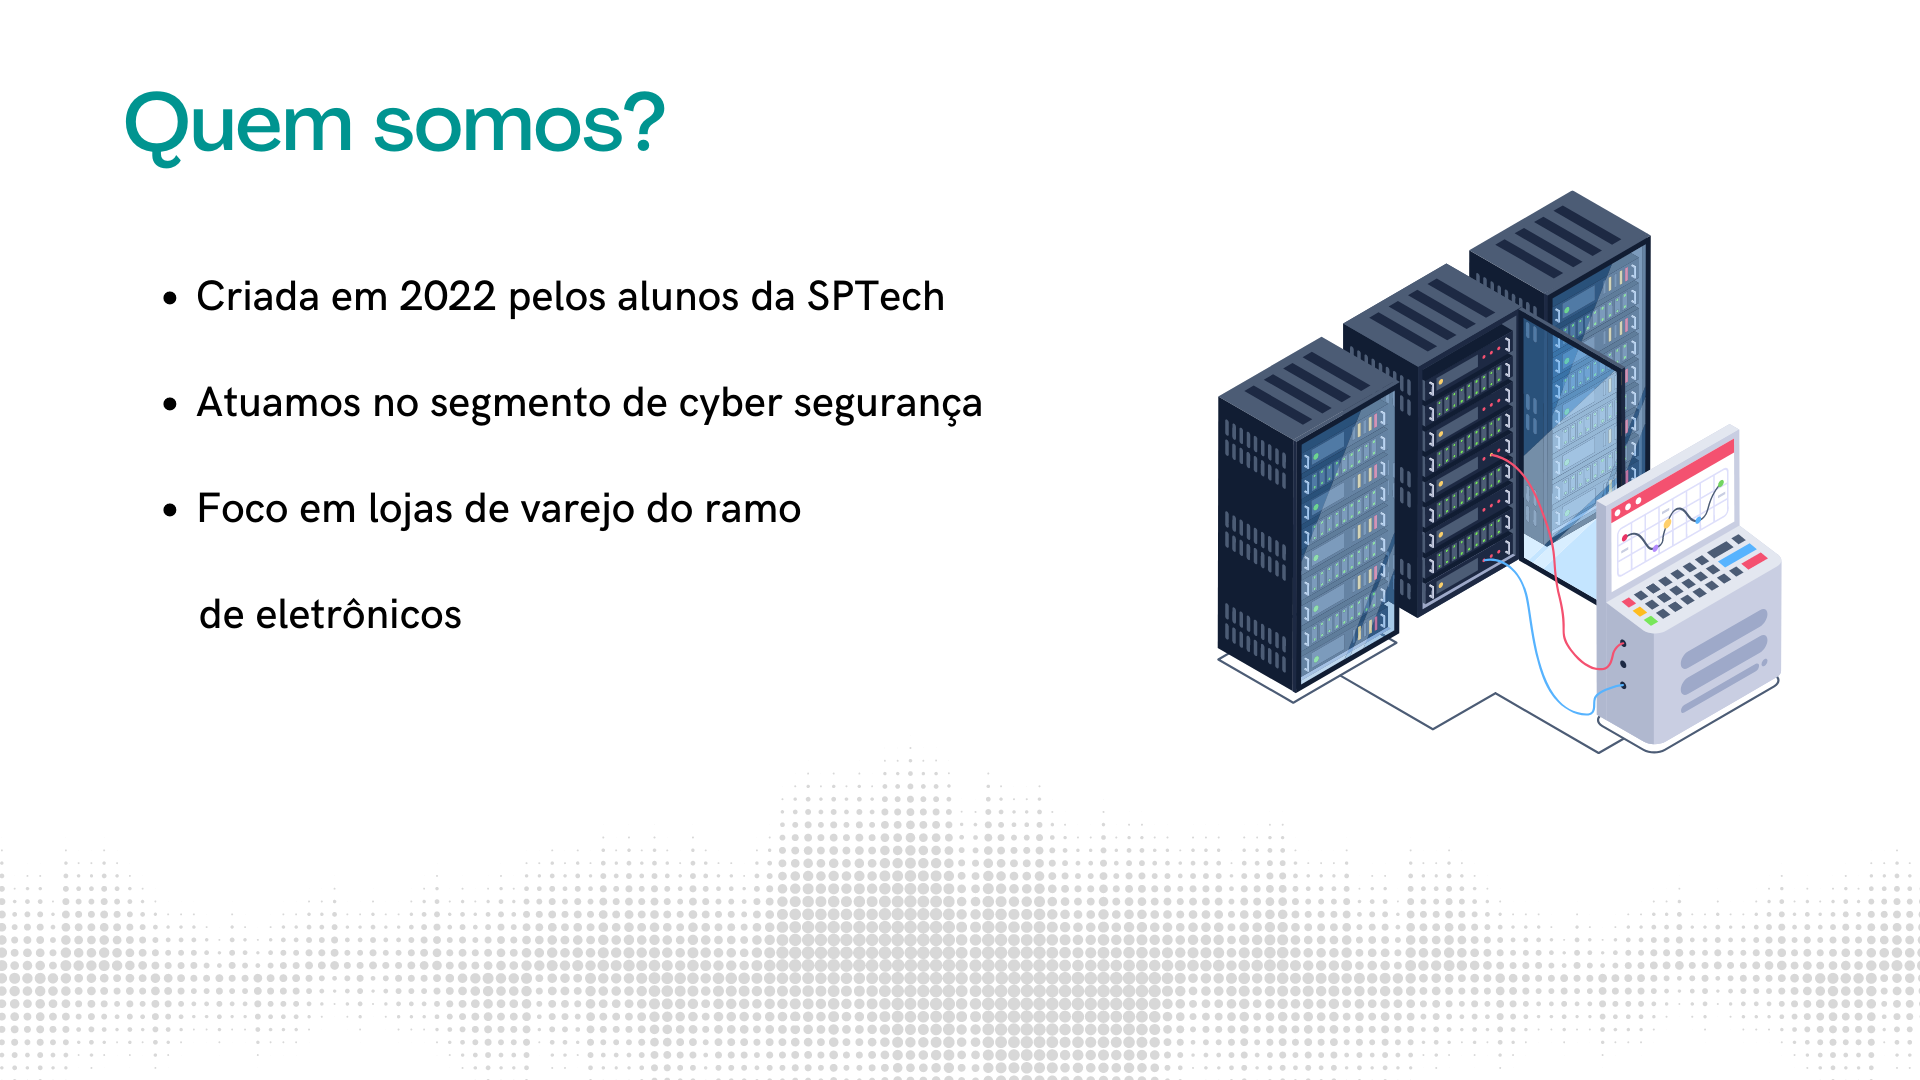 Quem somos?
• Criada em 2022 pelos alunos da SPTech
• Atuamos no segmento de cyber segurança
• Foco em lojas de varejo do ramo
de eletrônicos